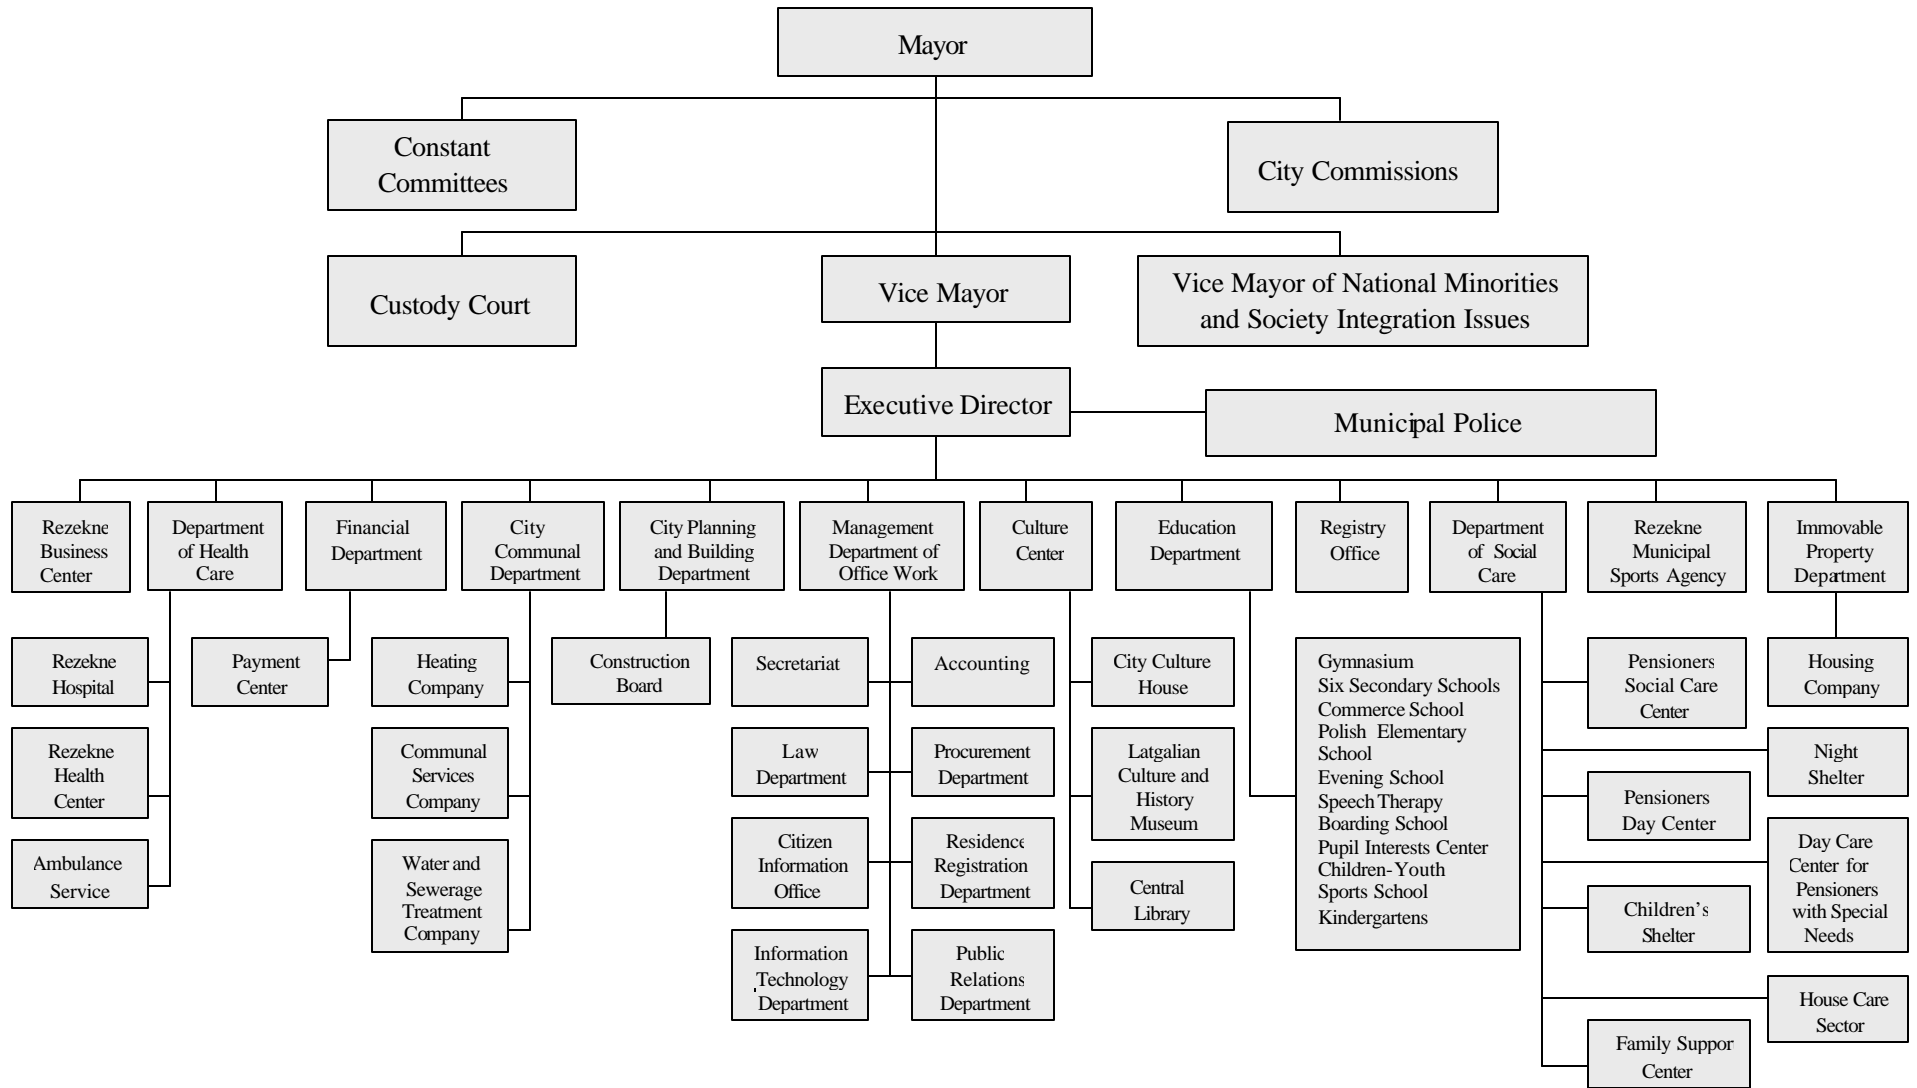 Mayor
Constant
Committees
City Commissions
Custody Court
Vice Mayor
Vice Mayor of National Minorities
and Society Integration Issues
Executive Director
Municipal Police
Rezekne
Business
Center
Department
of Health
Care
Financial
Department
City
Communal
Department
City Planning
and Building
Department
Management
Department of
Office Work
Culture
Center
Education
Department
Registry
Office
Department
of Social
Care
Rezekne
Municipal
Sports Agency
Immovable
Property
Department
Rezekne
Hospital
Rezekne
Health
Center
Ambulance
Service
Payment
Center
Heating
Company
Communal
Services
Company
Water and
Sewerage
Treatment
Company
Construction
Board
Secretariat
Accounting
Law
Department
Procurement
Department
Citizen
Information
Office
Residence
Registration
Department
Information
Technology
Department
Public
Relations
Department
City Culture
House
Latgalian
Culture and
History
Museum
Central
Library
Gymnasium
Six Secondary Schools
Commerce School
Polish Elementary
School
Evening School
Speech Therapy
Boarding School
Pupil Interests Center
Children-Youth
Sports School
Kindergartens
Pensioners
Social Care
Center
Housing
Company
Night
Shelter
Pensioners
Day Center
Day Care
Center for
Pensioners
with Special
Needs
Children's
Shelter
House Care
Sector
Family Suppor
Center